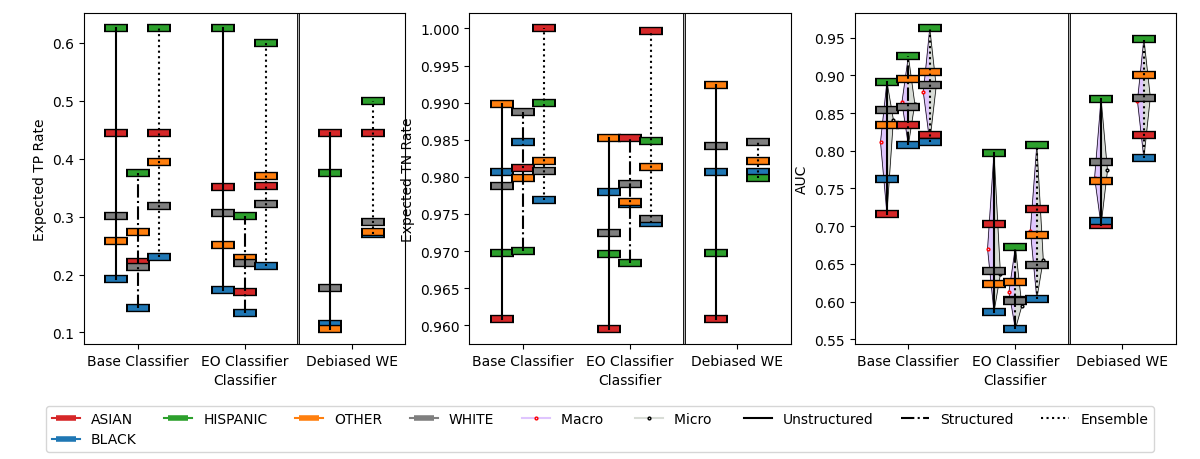 Expected TP Rate
0.6
0.5
0.4
0.3
0.2
0.1
Base Classifier EO Classifier Debiased WE
Classifier
Expected TN Rate
1.000
0.995
0.990
0.985
0.980
0.975
0.970
0.965
0.960
Base Classifier EO Classifier Debiased WE
Classifier
AUC
0.95
0.90
0.85
0.80
0.75
0.70
0.65
0.60
0.55
Base Classifier EO Classifier Debiased WE
Classifier
ASIAN HISPANIC OTHER WHITE Macro Micro Unstructured Structured Ensemble
BLACK